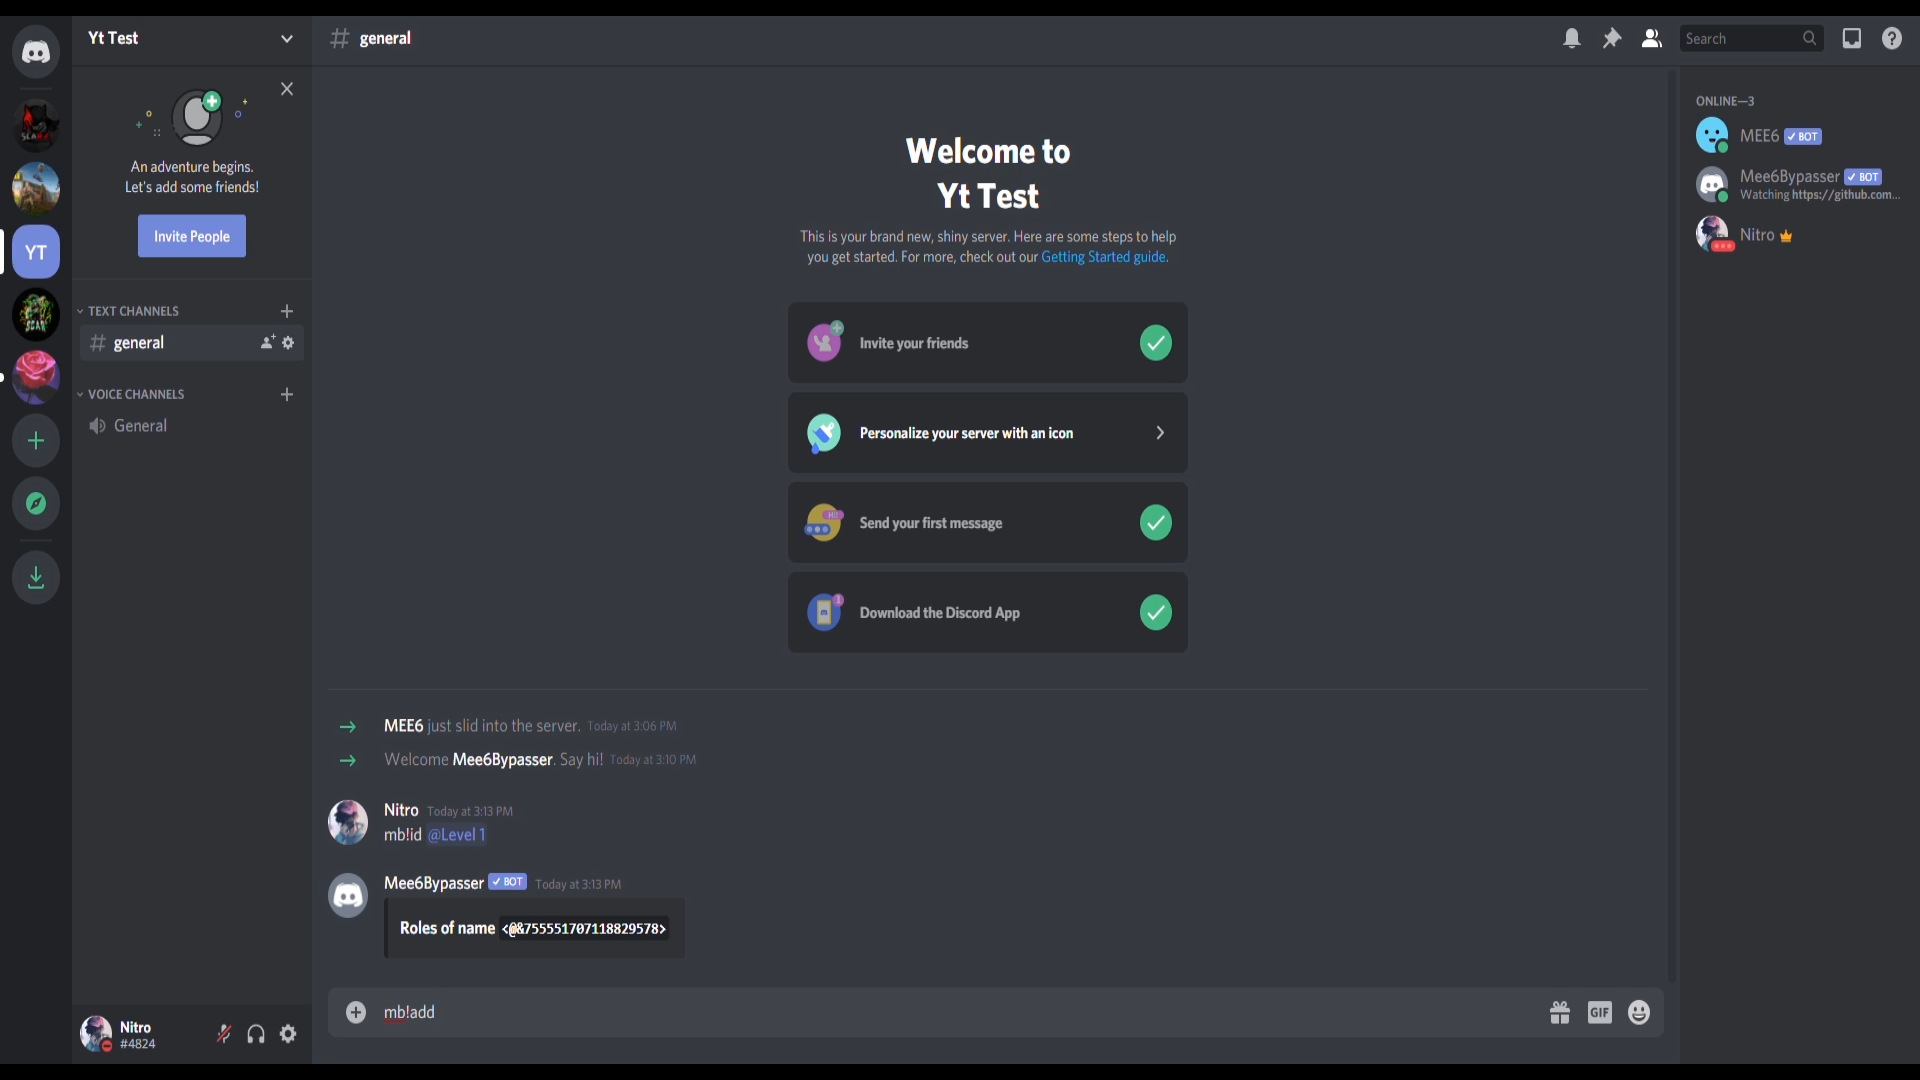 Yt Test
general
Search
An adventure begins.
Let's add some friends!
Invite People
YT
TEXT CHANNELS
general
VOICE CHANNELS
General
Nitro
#4824
Welcome to
Yt Test
This is your brand new, shiny server. Here are some steps to help
you get started. For more, check out our Getting Started guide.
Invite your friends
Personalize your server with an icon
Hi!
Send your first message
1
Download the Discord App
MEE6 just slid into the server. Today at 3:06 PM
Welcome Mee6Bypasser. Say hi! Today at 3:10 PM
Nitro Today at 3:13 PM
mb!id @Level 1
Mee6Bypasser BOT Today at 3:13 PM
Roles of name <@&755551707118829578>
mb!add
GIF
ONLINE—3
MEE6 BOT
Mee6Bypasser BOT
Watching https://github.com...
Nitro